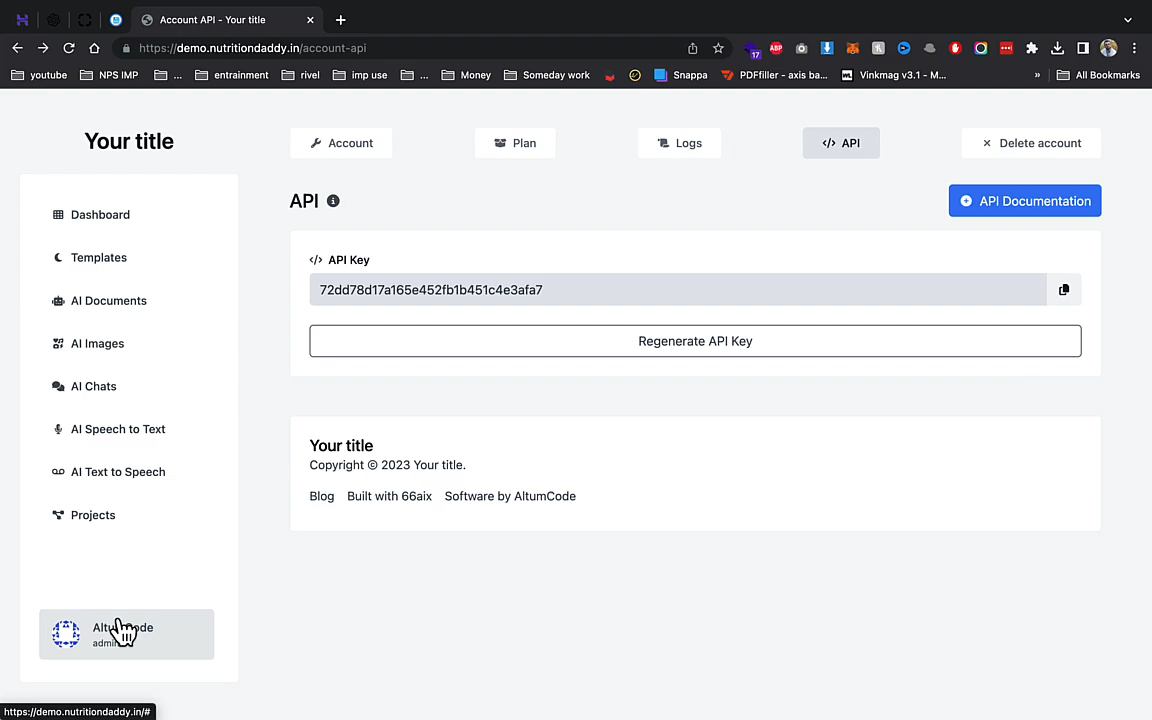 Account API - Your title
https://demo.nutritiondaddy.in/account-api
17
ABP
youtube
NPS IMP
...
entrainment
rivel
imp use
...
Money
Someday work
Snappa
PDFfiller - axis ba...
Vinkmag v3.1 - M...
»
All Bookmarks
Your title
Account
Plan
Logs
API
Delete account
Dashboard
Templates
AI Documents
AI Images
AI Chats
AI Speech to Text
AI Text to Speech
Projects
API
API Documentation
API Key
72dd78d17a165e452fb1b451c4e3afa7
Regenerate API Key
Your title
Copyright © 2023 Your title.
Blog Built with 66aix Software by AltumCode
https://demo.nutritiondaddy.in/#